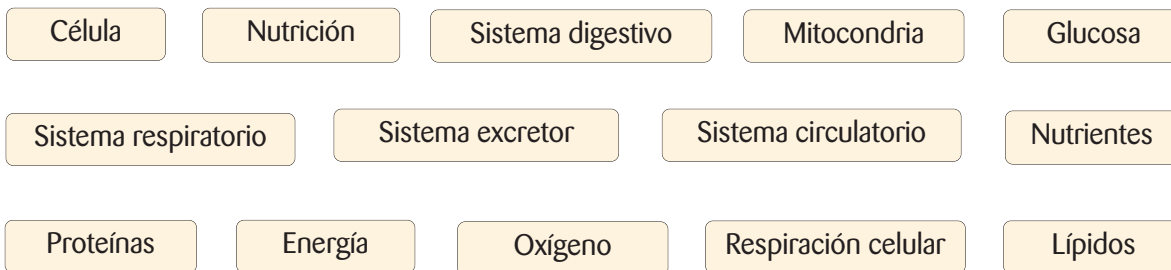 Célula Nutrición Sistema digestivo Mitocondria Glucosa
Sistema respiratorio Sistema excretor Sistema circulatorio Nutrientes
Proteínas Energía Oxígeno Respiración celular Lípidos